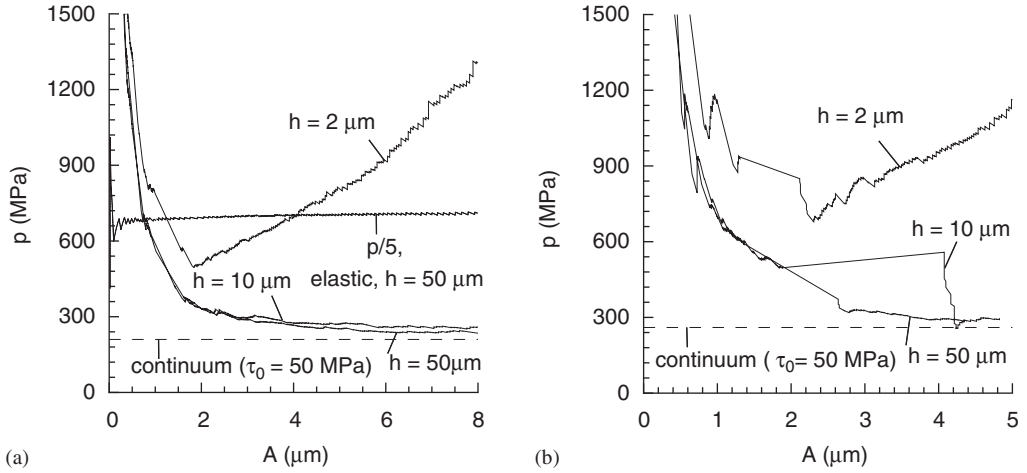 1500
1200
900
600
300
0
p (MPa)
h = 2 μm
p/5,
elastic, h = 50 μm
h = 10 μm
continuum (τ0 = 50 MPa)
h = 50μm
0
2
4
6
8
A (μm)
(a)
1500
1200
900
600
300
0
p (MPa)
h = 2 μm
h = 10 μm
continuum ( τ0= 50 MPa)
h = 50 μm
0
1
2
3
4
5
A (μm)
(b)